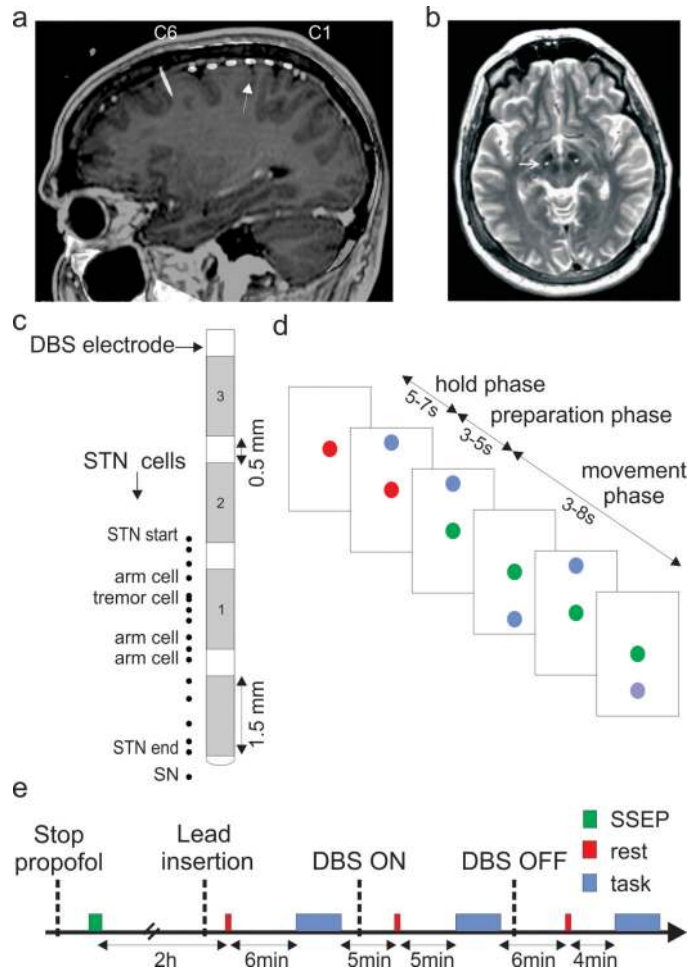 a
C6 C1
b
c
DBS electrode
3
0.5 mm
STN cells
2
STN start
arm cell
tremor cell
1
arm cell
arm cell
1.5 mm
STN end
SN
d
hold phase
5-7s
preparation phase
3-5s
movement
phase
3-8s
e
Stop
propofol
Lead
insertion
DBS ON
DBS OFF
SSEP
rest
task
2h 6min 5min 5min 6min 4min